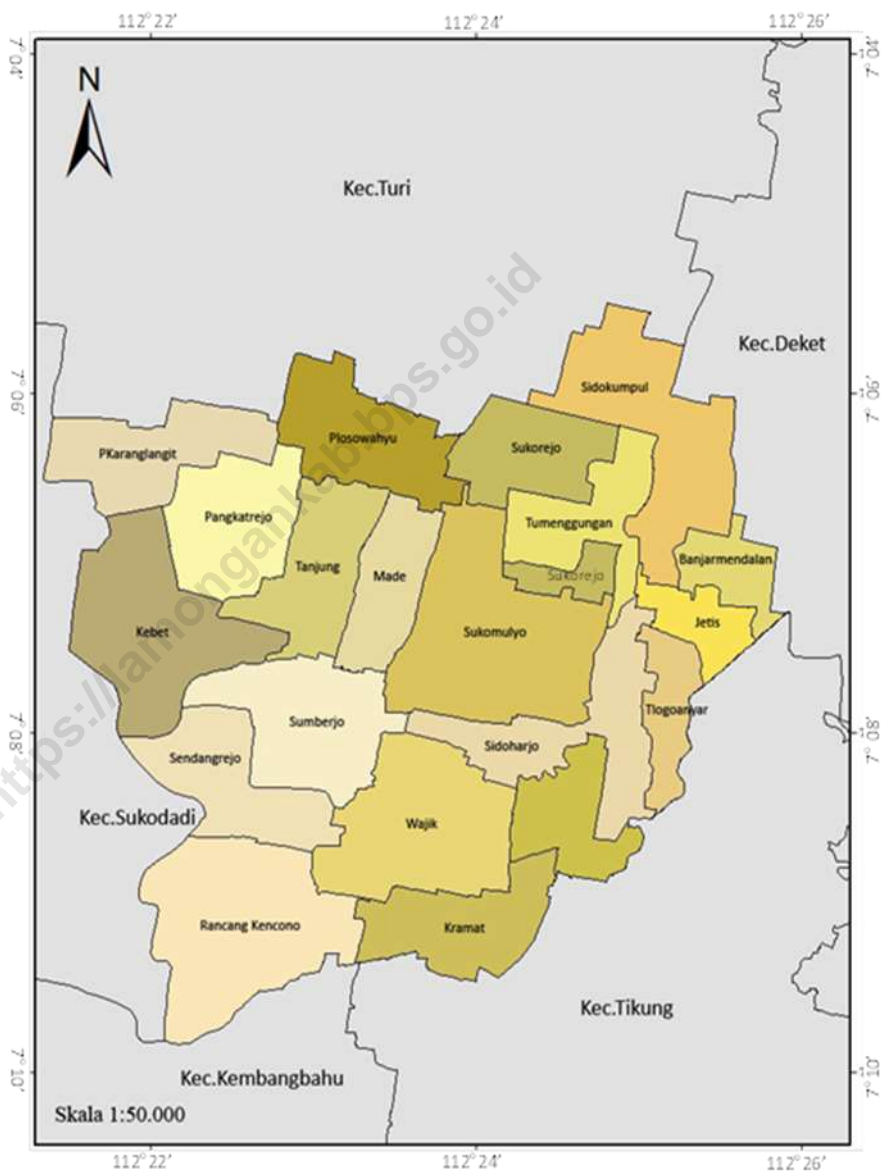 112°22'
112°24'
112°26'
7°04'
7°04'
N
Kec.Turi
Kec.Deket
7°06'
7°06'
Sidokumpul
Plosowahyu
Sukorejo
PKaranglangit
Pangkatrejo
Tumenggungan
Banjarmendalan
Tanjung
Made
Sukorejo
Kebet
Sukomulyo
Jetis
Tlogoanyar
Sumberjo
7°08'
7°08'
Sidoharjo
Sendangrejo
Kec.Sukodadi
Wajik
Rancang Kencono
Kramat
Kec.Tikung
7°10'
7°10'
Kec.Kembangbahu
Skala 1:50.000
112°22'
112°24'
112°26'
https://lamongankab.bps.go.id